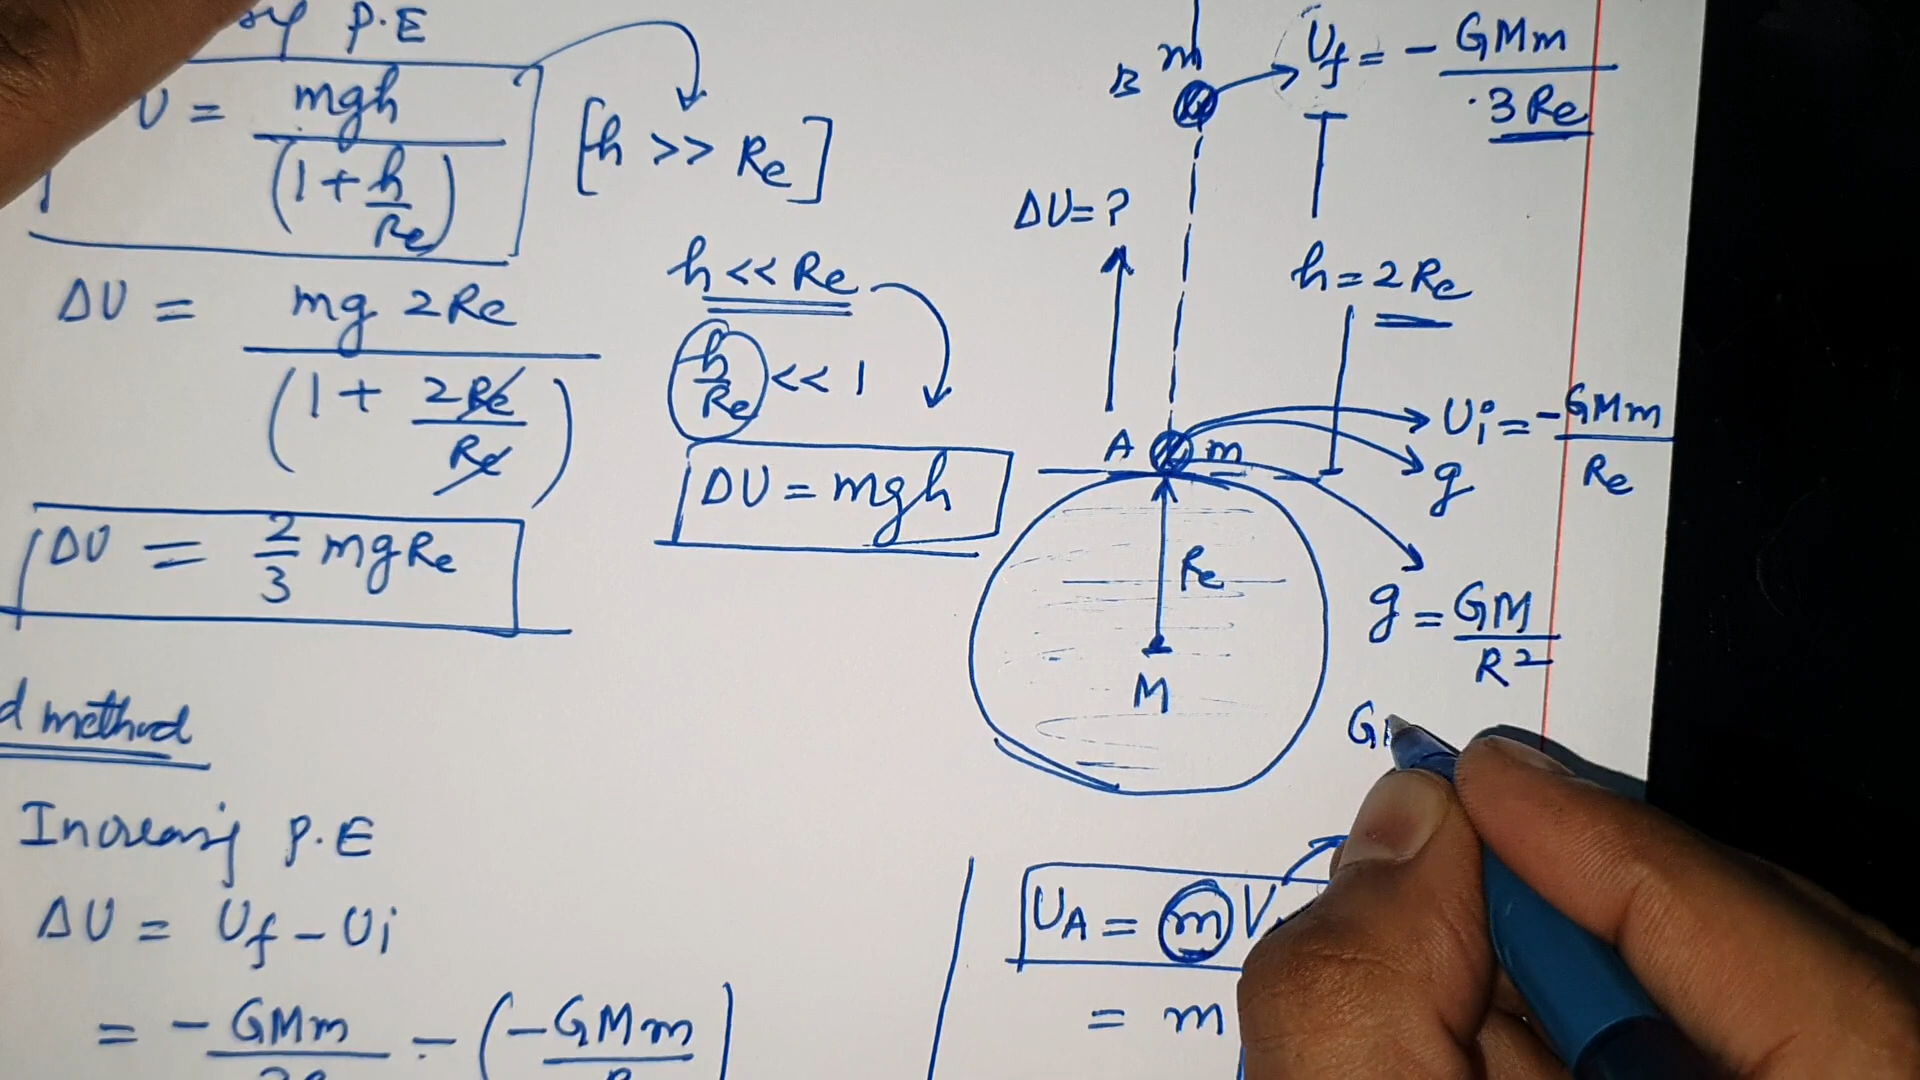 P.E
U = mgh / (1 + h/Re)
[h >> Re]
ΔU = mg 2Re / (1 + 2Re/Re)
ΔU = 2/3 mgRe
h << Re
h/Re << 1
ΔU = mgh
B m
Uf = - GMm / 3Re
ΔU = ?
h = 2Re
A m
Ui = -GMm / Re
g
Re
M
g = GM / R²
G
d method
Increasing P.E
ΔU = Uf - Ui
= - GMm - (-GMm
UA = m V
= m